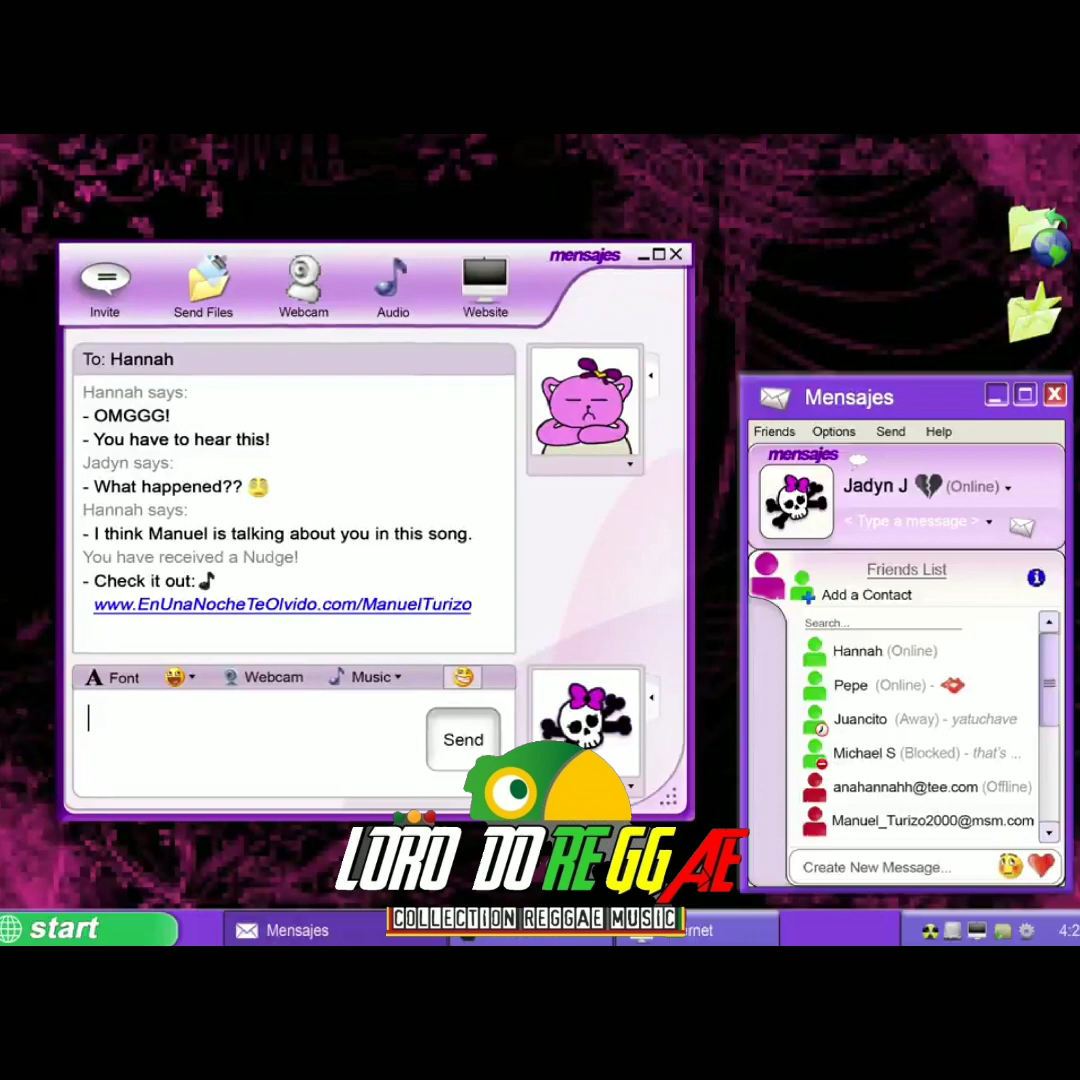 mensajes
Invite
Send Files
Webcam
Audio
Website
To: Hannah
Hannah says:
- OMGGG!
- You have to hear this!
Jadyn says:
- What happened??
Hannah says:
- I think Manuel is talking about you in this song.
You have received a Nudge!
- Check it out:
www.EnUnaNocheTeOlvido.com/ManuelTurizo
A Font
Webcam
Music
Send
Mensajes
Friends Options Send Help
mensajes
Jadyn J (Online)
< Type a message >
Friends List
Add a Contact
Search...
Hannah (Online)
Pepe (Online) -
Juancito (Away) - yatuchave
Michael S (Blocked) - that's ...
anahannahh@tee.com (Offline)
Manuel_Turizo2000@msm.com
Create New Message...
LORO DO REGGAE
COLLECTION REGGAE MUSIC
start
Mensajes
ernet
4:2